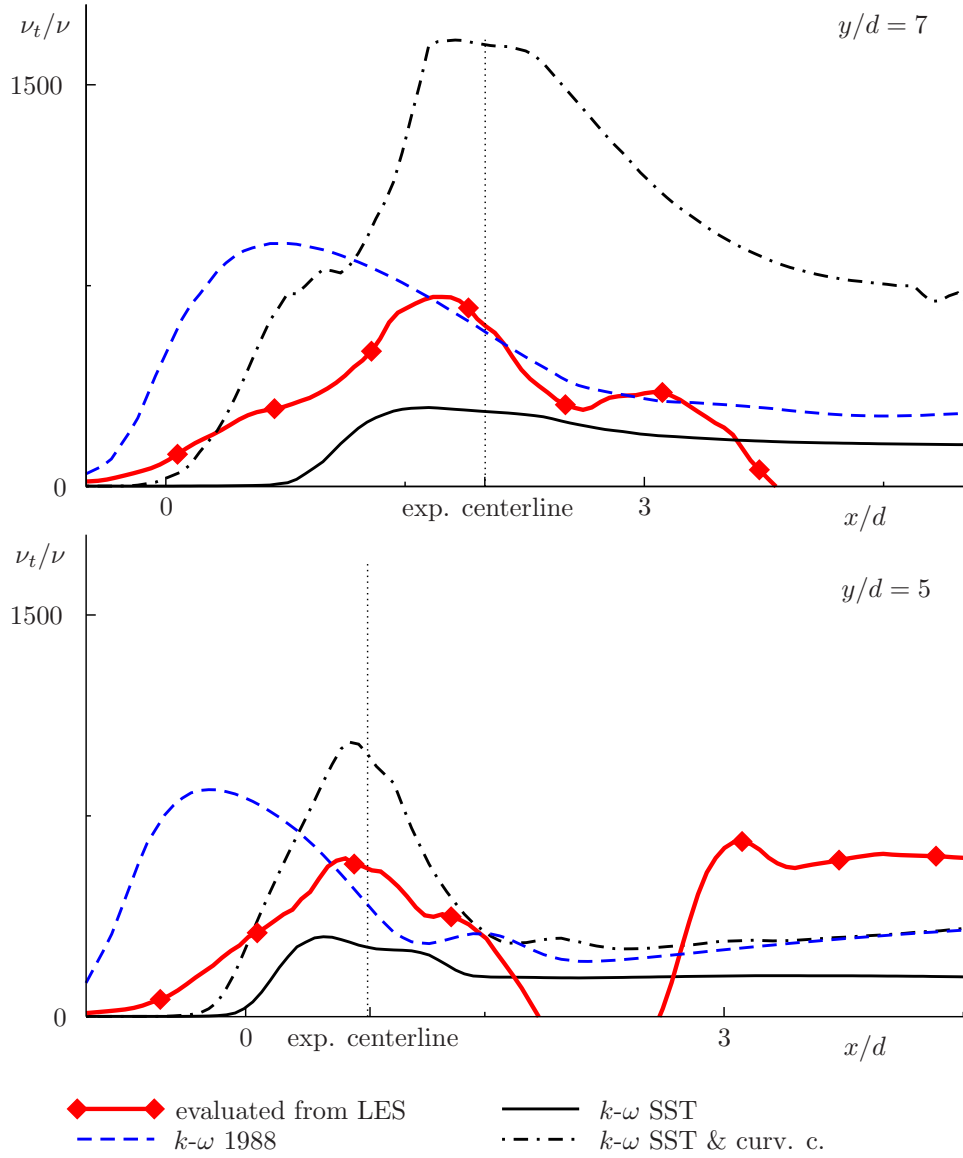 ν_t/ν
y/d = 7
1500
0
0
exp. centerline
3
x/d
ν_t/ν
y/d = 5
1500
0
0
exp. centerline
3
x/d
evaluated from LES
k-ω SST
k-ω 1988
k-ω SST & curv. c.